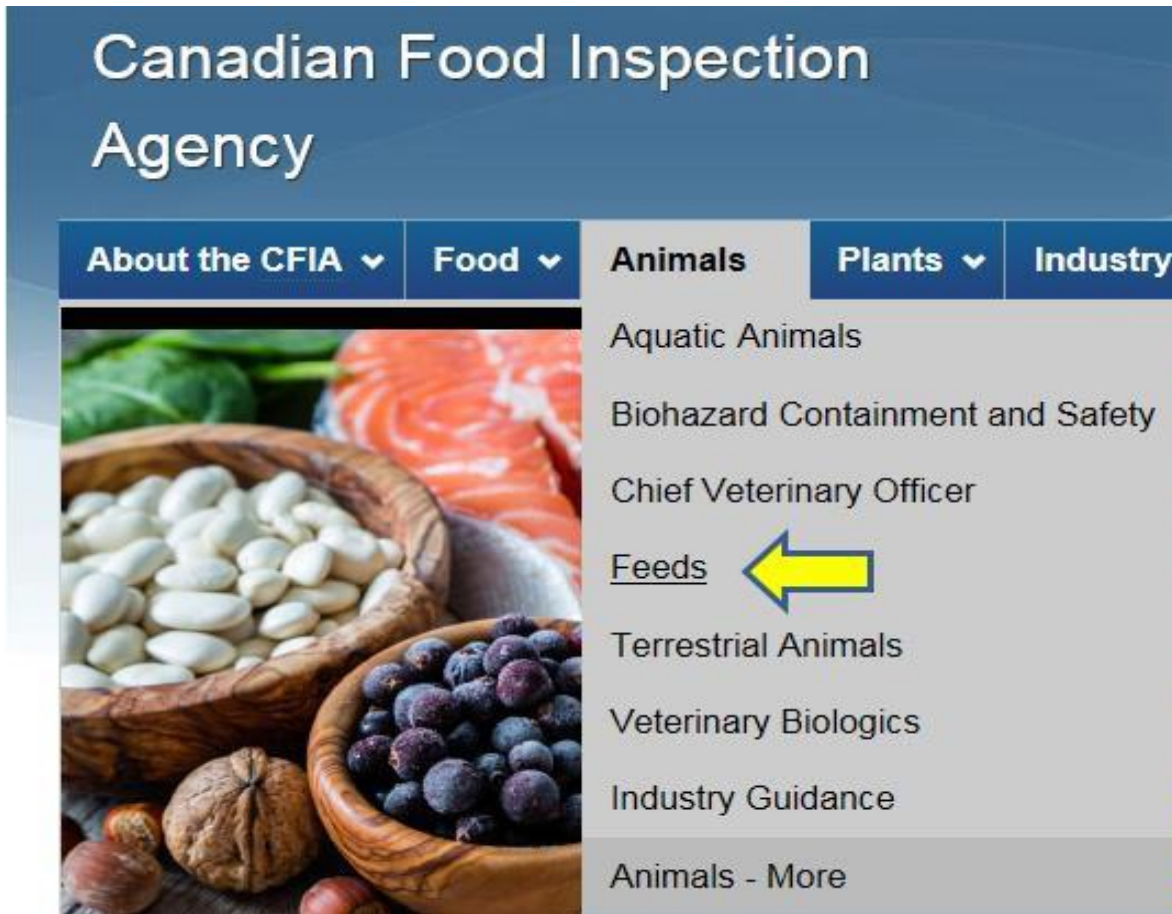 Canadian Food Inspection
Agency
About the CFIA
Food
Animals
Plants
Industry
Aquatic Animals
Biohazard Containment and Safety
Chief Veterinary Officer
Feeds
Terrestrial Animals
Veterinary Biologics
Industry Guidance
Animals - More